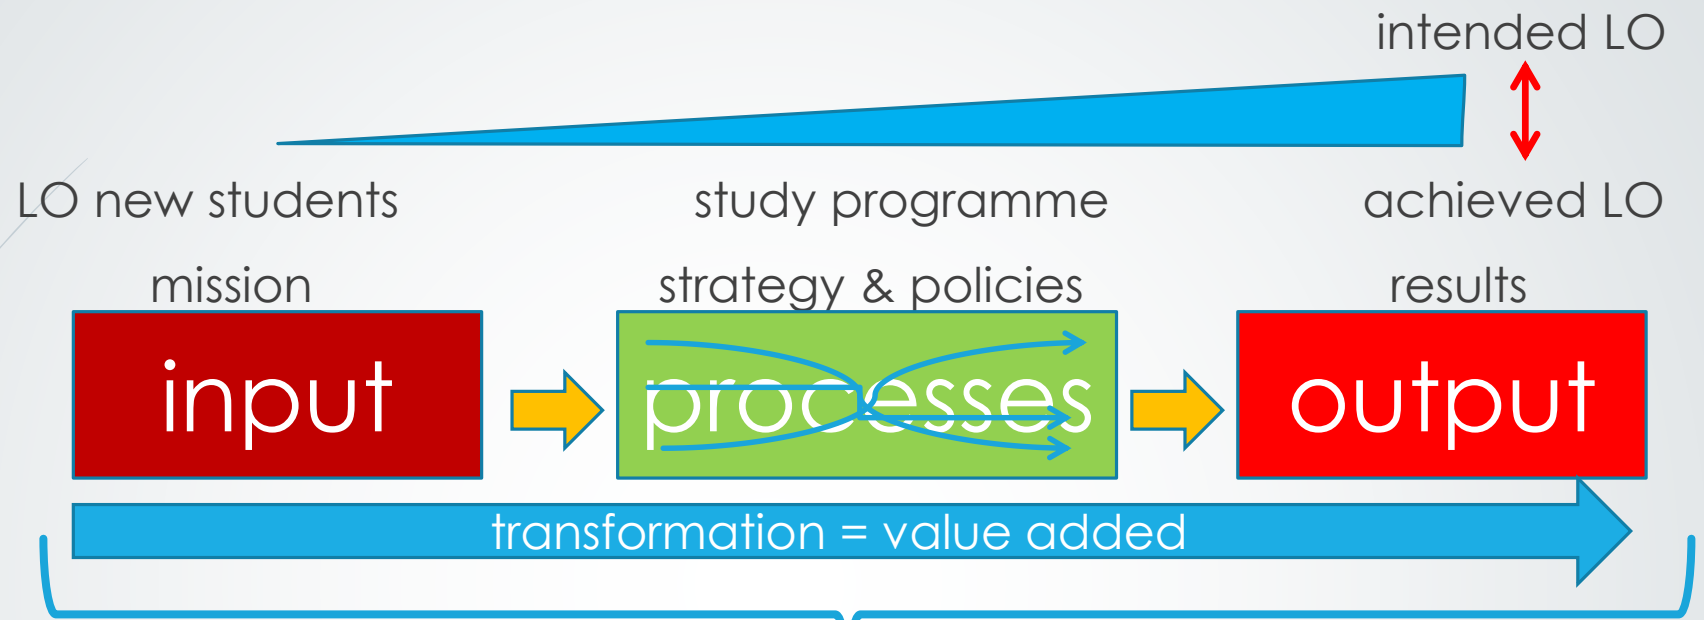 intended LO
LO new students study programme achieved LO
mission strategy & policies results
input processes output
transformation = value added